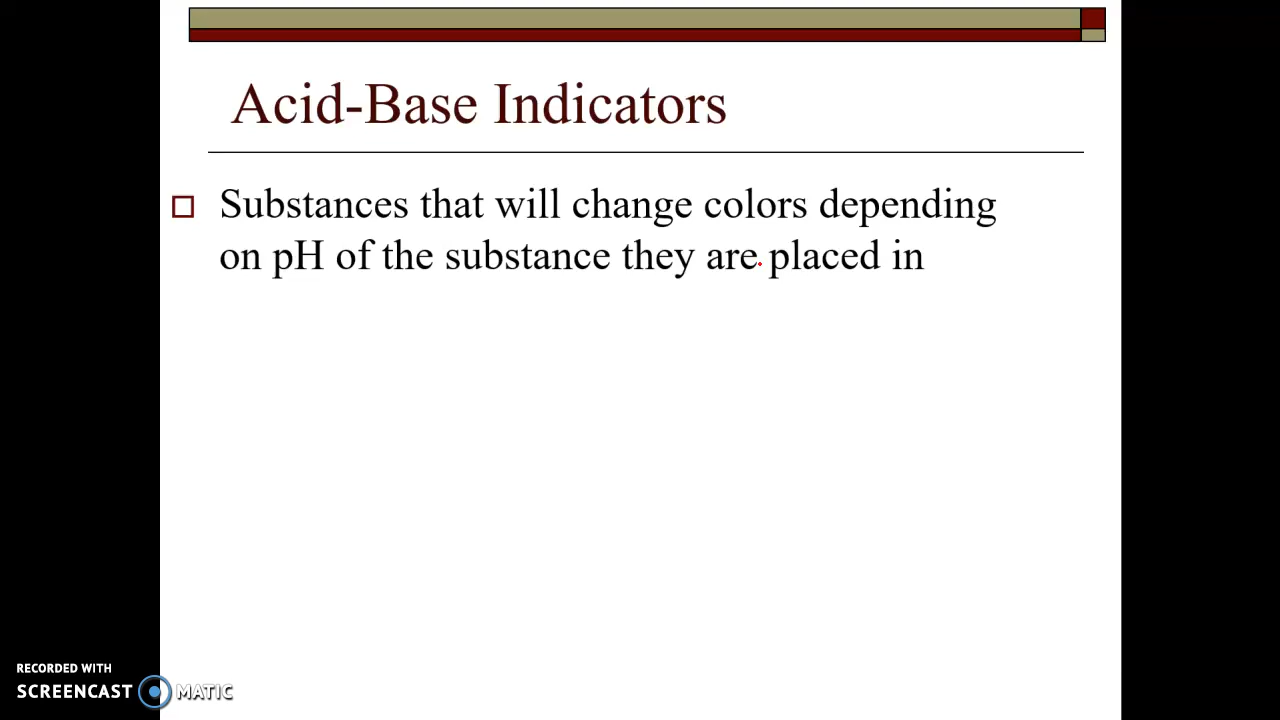 Acid-Base Indicators
Substances that will change colors depending
on pH of the substance they are placed in
RECORDED WITH
SCREENCAST MATIC